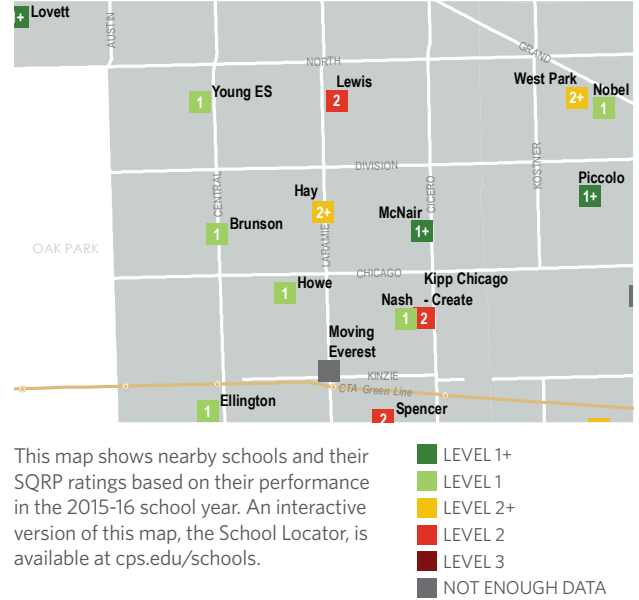 1+ Lovett
AUSTIN
GRAND
NORTH
West Park
Nobel
Lewis
2+
1
Young ES
1
2
DIVISION
KOSTNER
Piccolo
1+
Hay
CENTRAL
CICERO
2+
McNair
1+
Brunson
1
LARAMIE
OAK PARK
CHICAGO
Kipp Chicago
- Create
Howe
1
Nash
1
2
Moving
Everest
KINZIE
CTA Green Line
Ellington
1
Spencer
2
This map shows nearby schools and their
SQRP ratings based on their performance
in the 2015-16 school year. An interactive
version of this map, the School Locator, is
available at cps.edu/schools.
LEVEL 1+
LEVEL 1
LEVEL 2+
LEVEL 2
LEVEL 3
NOT ENOUGH DATA